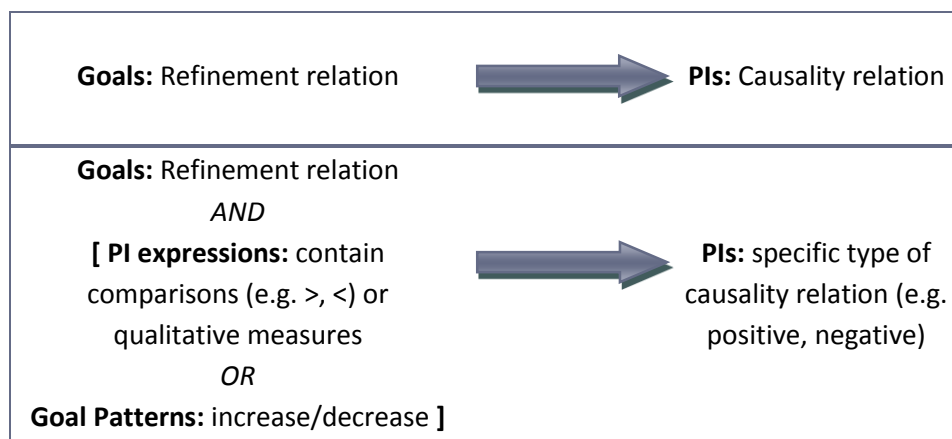 Goals: Refinement relation
PIs: Causality relation
Goals: Refinement relation
AND
[ PI expressions: contain
comparisons (e.g. >, <) or
qualitative measures
OR
Goal Patterns: increase/decrease ]
PIs: specific type of
causality relation (e.g.
positive, negative)